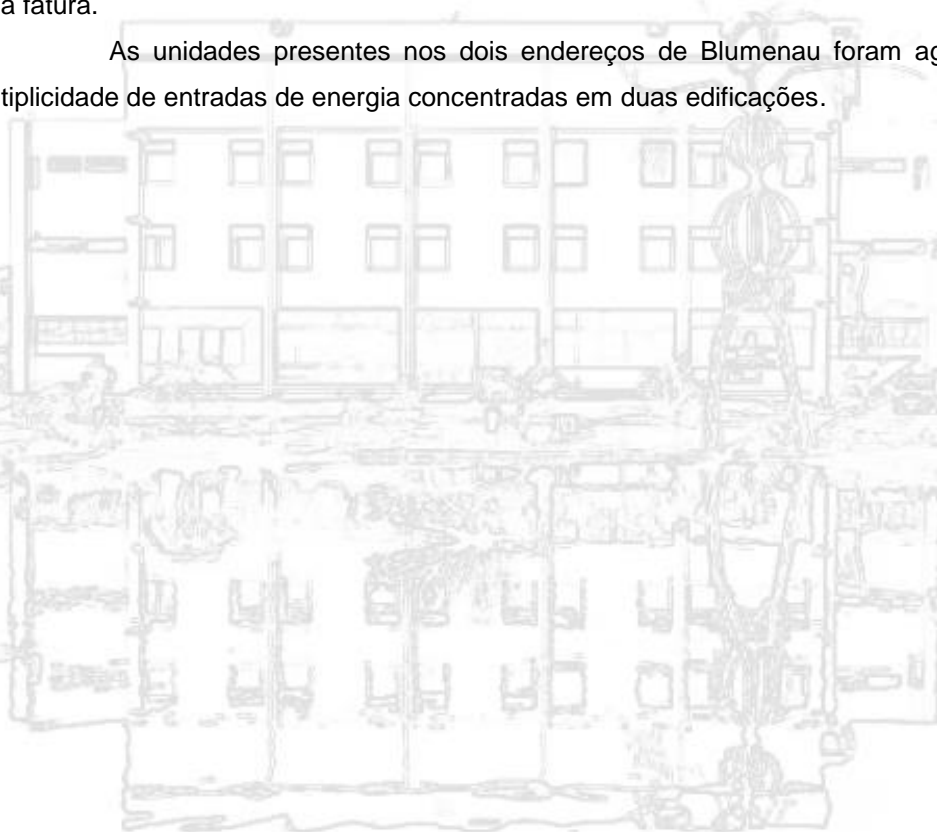 a fatura.
As unidades presentes nos dois endereços de Blumenau foram ag
tiplicidade de entradas de energia concentradas em duas edificações.